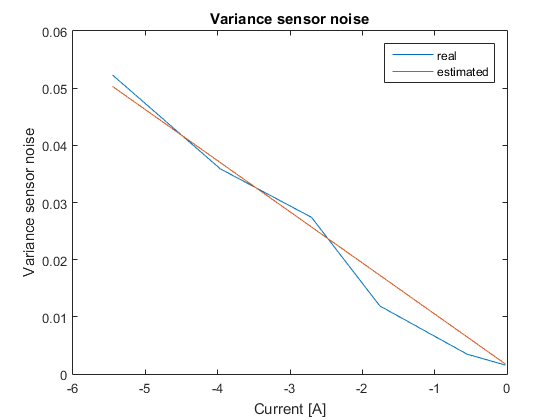 Variance sensor noise
real
estimated
Variance sensor noise
0.06
0.05
0.04
0.03
0.02
0.01
0
-6 -5 -4 -3 -2 -1 0
Current [A]